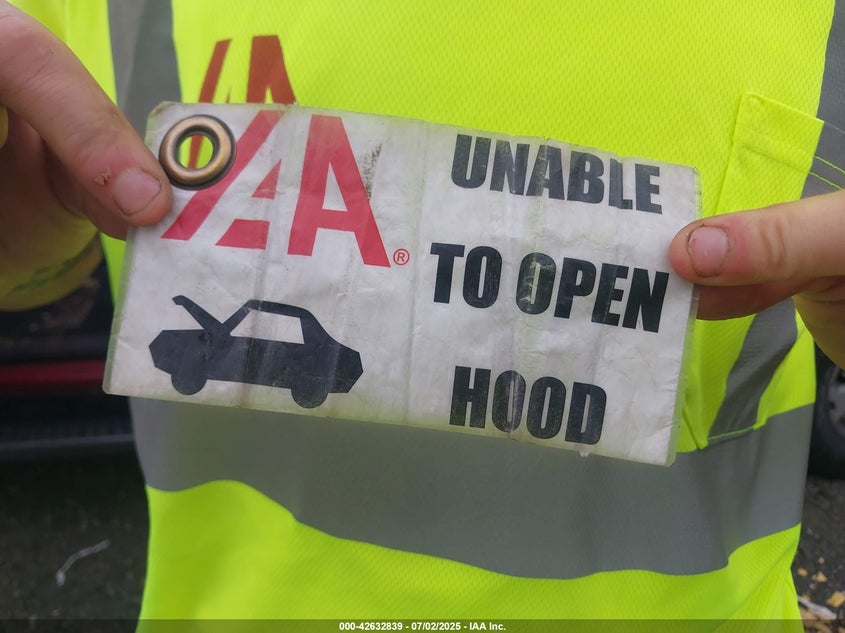 IAA®
UNABLE
TO OPEN
HOOD
000-42632839 - 07/02/2025 - IAA Inc.